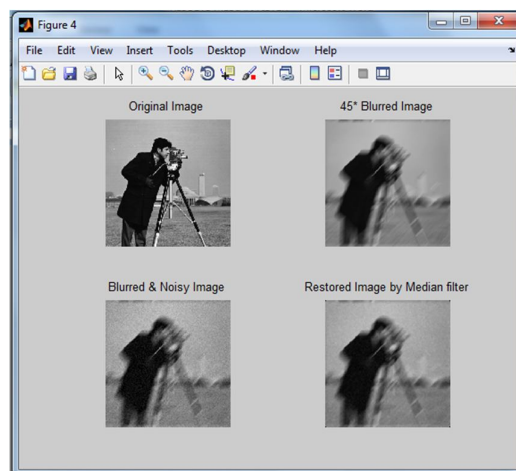 Figure 4
File Edit View Insert Tools Desktop Window Help
Original Image
45* Blurred Image
Blurred & Noisy Image
Restored Image by Median filter